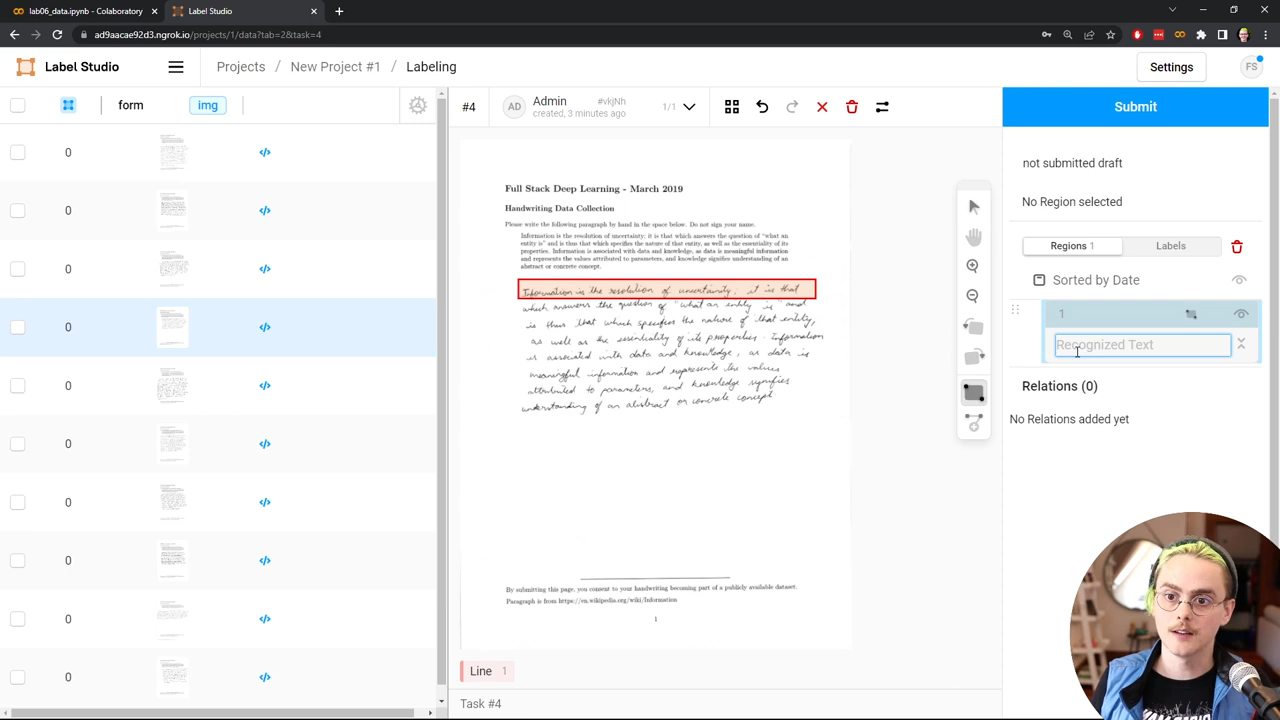 lab06_data.ipynb - Colaboratory
Label Studio
ad9aacae92d3.ngrok.io/projects/1/data?tab=2&task=4
Label Studio
Projects / New Project #1 / Labeling
Settings
FS
form
img
#4
AD
Admin
#vkjNh
created, 3 minutes ago
1/1
Submit
not submitted draft
No Region selected
Regions 1
Labels
orted by Date
Recognized Text
Relations (0)
No Relations added yet
0
0
0
0
0
0
0
Full Stack Deep Learning - March 2019
Handwriting Data Collection
Please write the following paragraph by hand in the space below. Do not sign your name.
Information is the resolution of uncertainty; it is that which answers the question of "what an
entity is" and is thus that which specifies the nature of that entity, as well as the essentiality of its
properties. Information is associated with data and knowledge, as data is meaningful information
and represents the values attributed to parameters, and knowledge signifies understanding of an
abstract or concrete concept.
Information is the resolution of uncertainity, it is that
which answers the question of "what an entity is" and
is thus that which specifies the nature of that entity,
as well as the essentiality of its properties. Information
is associated with data and knowledge, as data is
meaningful information and represents the values
attributed to parameters, and knowledge signifies
understanding of an abstract or concrete concept
By submitting this page, you consent to your handwriting becoming part of a publicly available dataset.
Paragraph is from https://en.wikipedia.org/wiki/Information
1
Line 1
Task #4